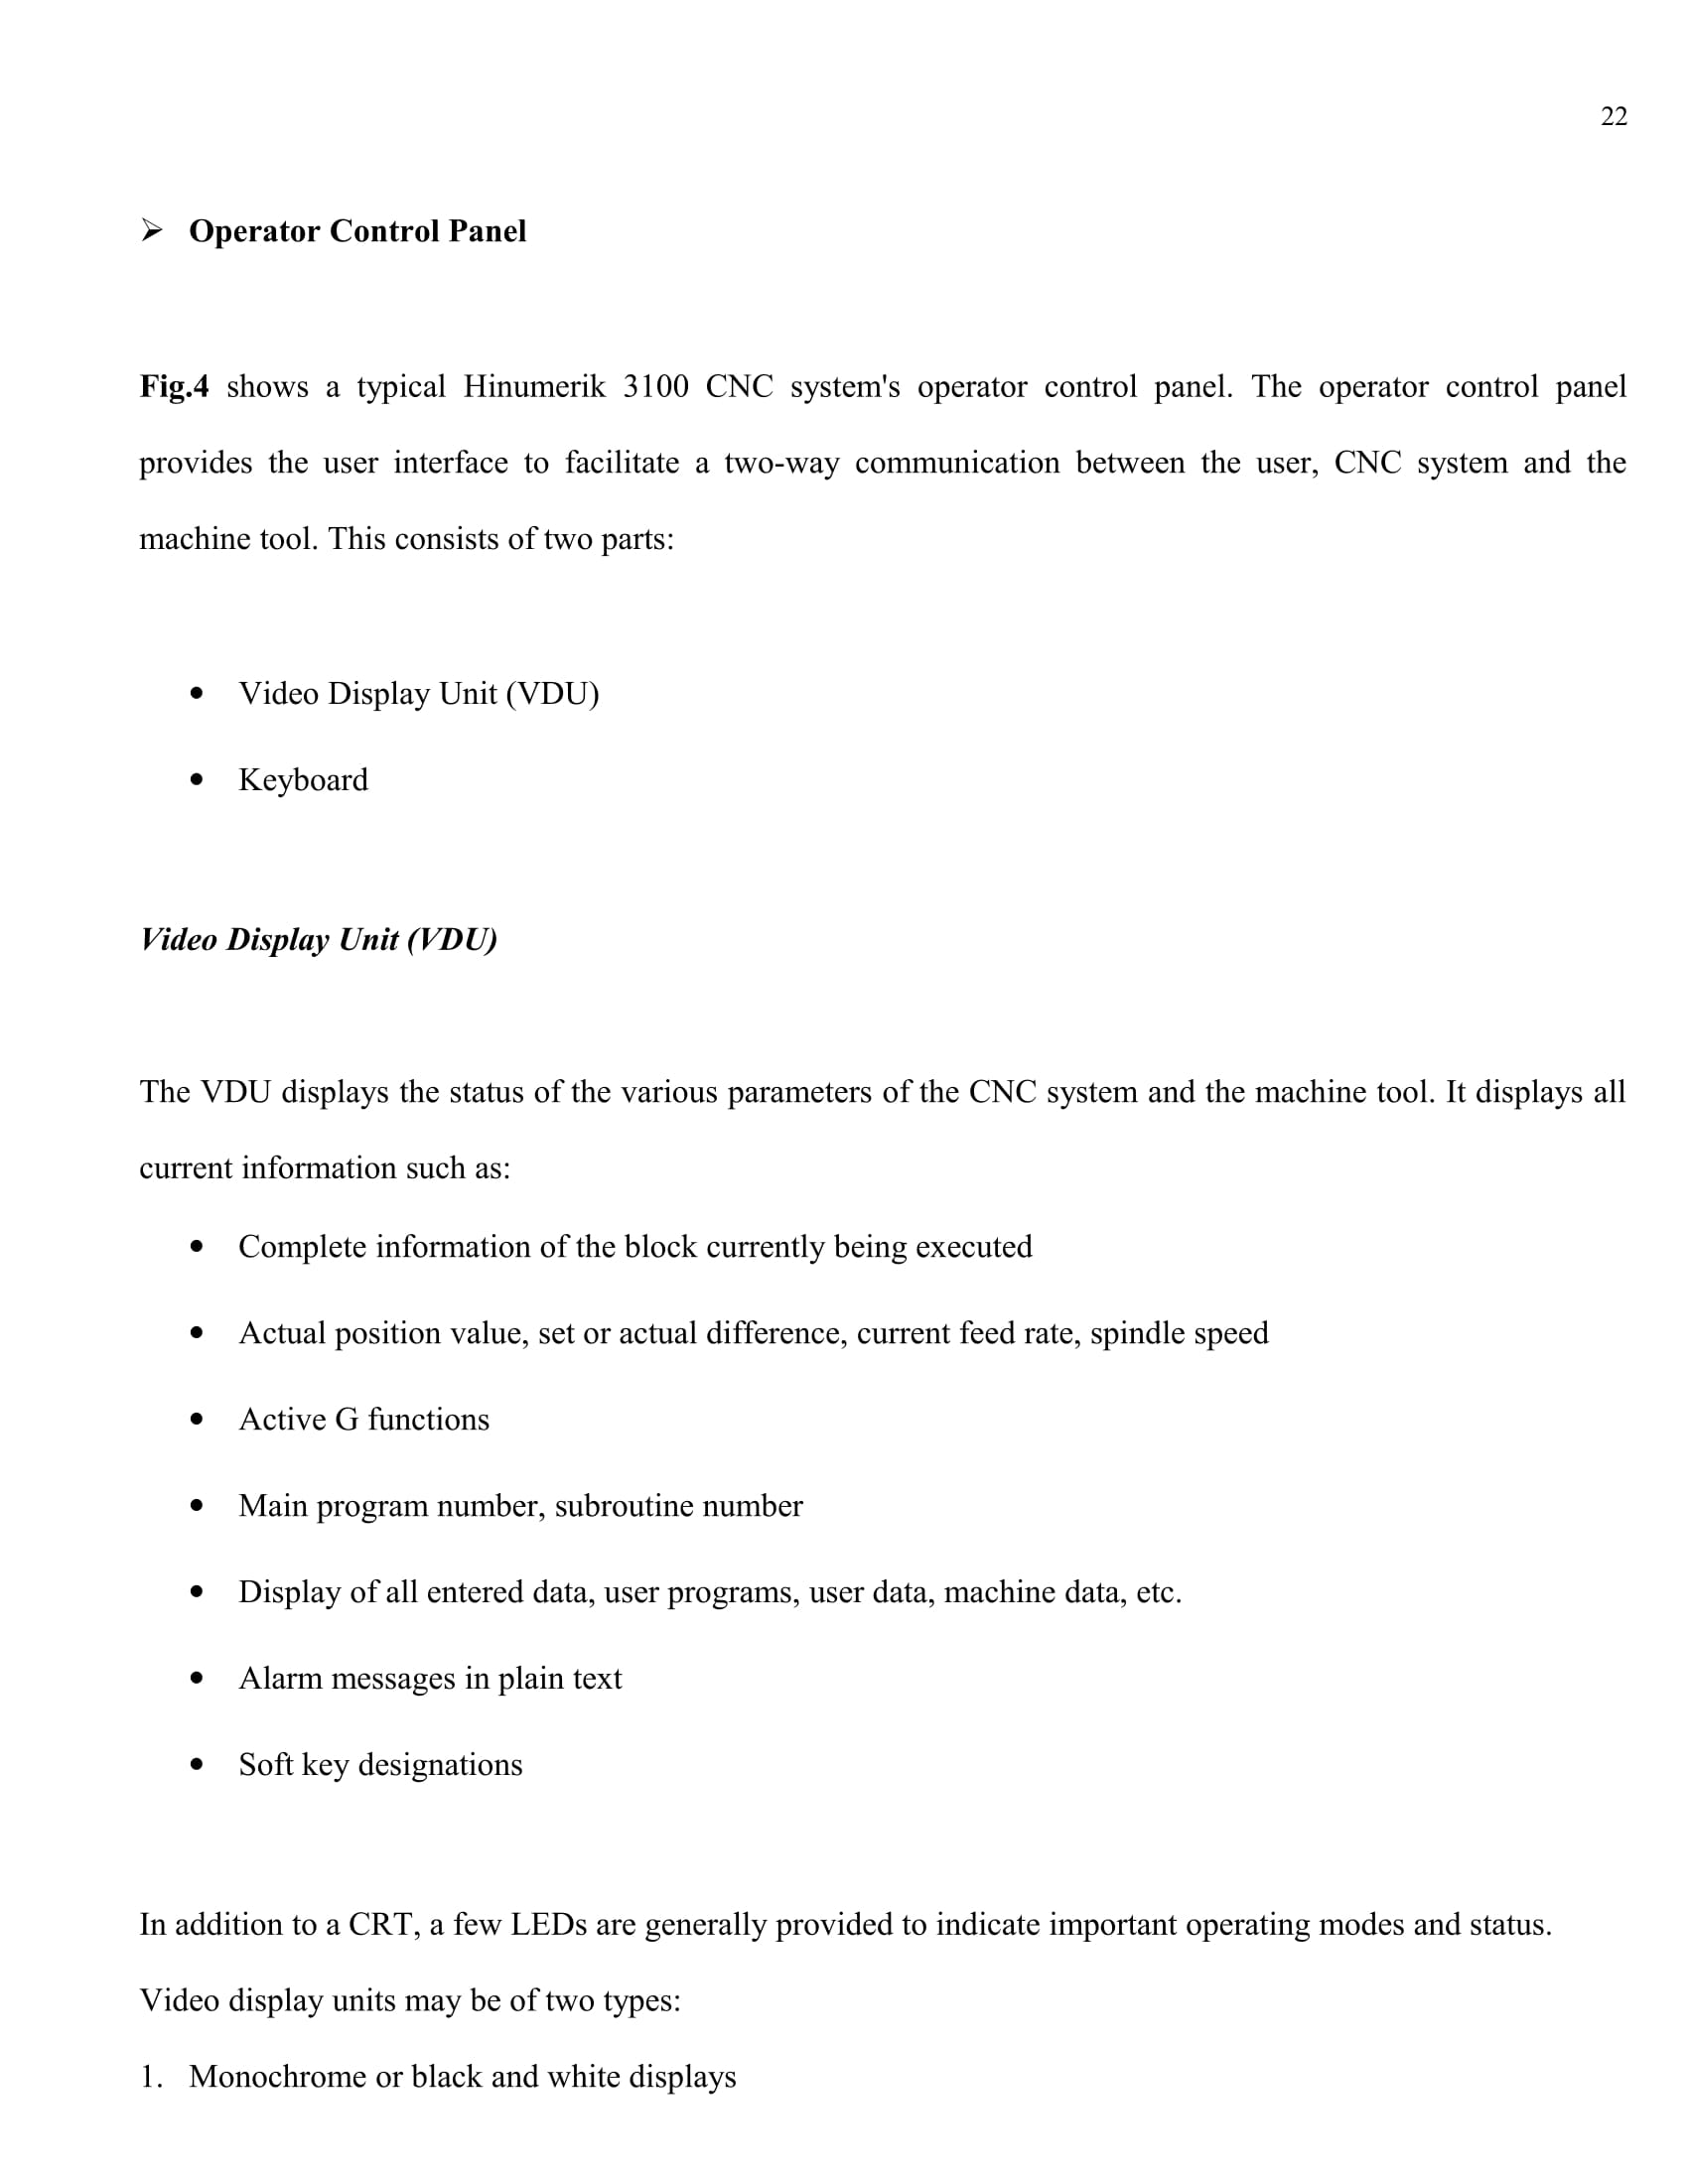 22
➢ Operator Control Panel
Fig.4 shows a typical Hinumerik 3100 CNC system's operator control panel. The operator control panel
provides the user interface to facilitate a two-way communication between the user, CNC system and the
machine tool. This consists of two parts:
• Video Display Unit (VDU)
• Keyboard
Video Display Unit (VDU)
The VDU displays the status of the various parameters of the CNC system and the machine tool. It displays all
current information such as:
• Complete information of the block currently being executed
• Actual position value, set or actual difference, current feed rate, spindle speed
• Active G functions
• Main program number, subroutine number
• Display of all entered data, user programs, user data, machine data, etc.
• Alarm messages in plain text
• Soft key designations
In addition to a CRT, a few LEDs are generally provided to indicate important operating modes and status.
Video display units may be of two types:
1. Monochrome or black and white displays